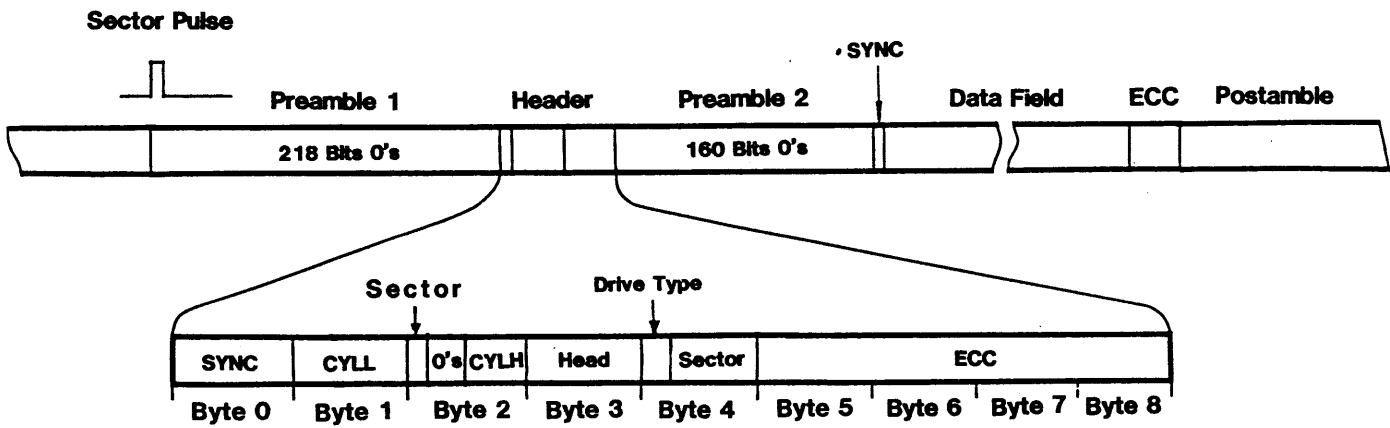 Sector Pulse
SYNC
Preamble 1 Header Preamble 2 Data Field ECC Postamble
218 Bits 0's 160 Bits 0's
Sector Drive Type
SYNC CYLL 0's CYLH Head Sector ECC
Byte 0 Byte 1 Byte 2 Byte 3 Byte 4 Byte 5 Byte 6 Byte 7 Byte 8